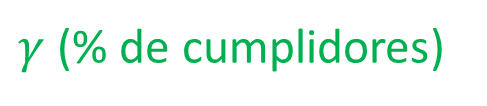 γ (% de cumplidores)